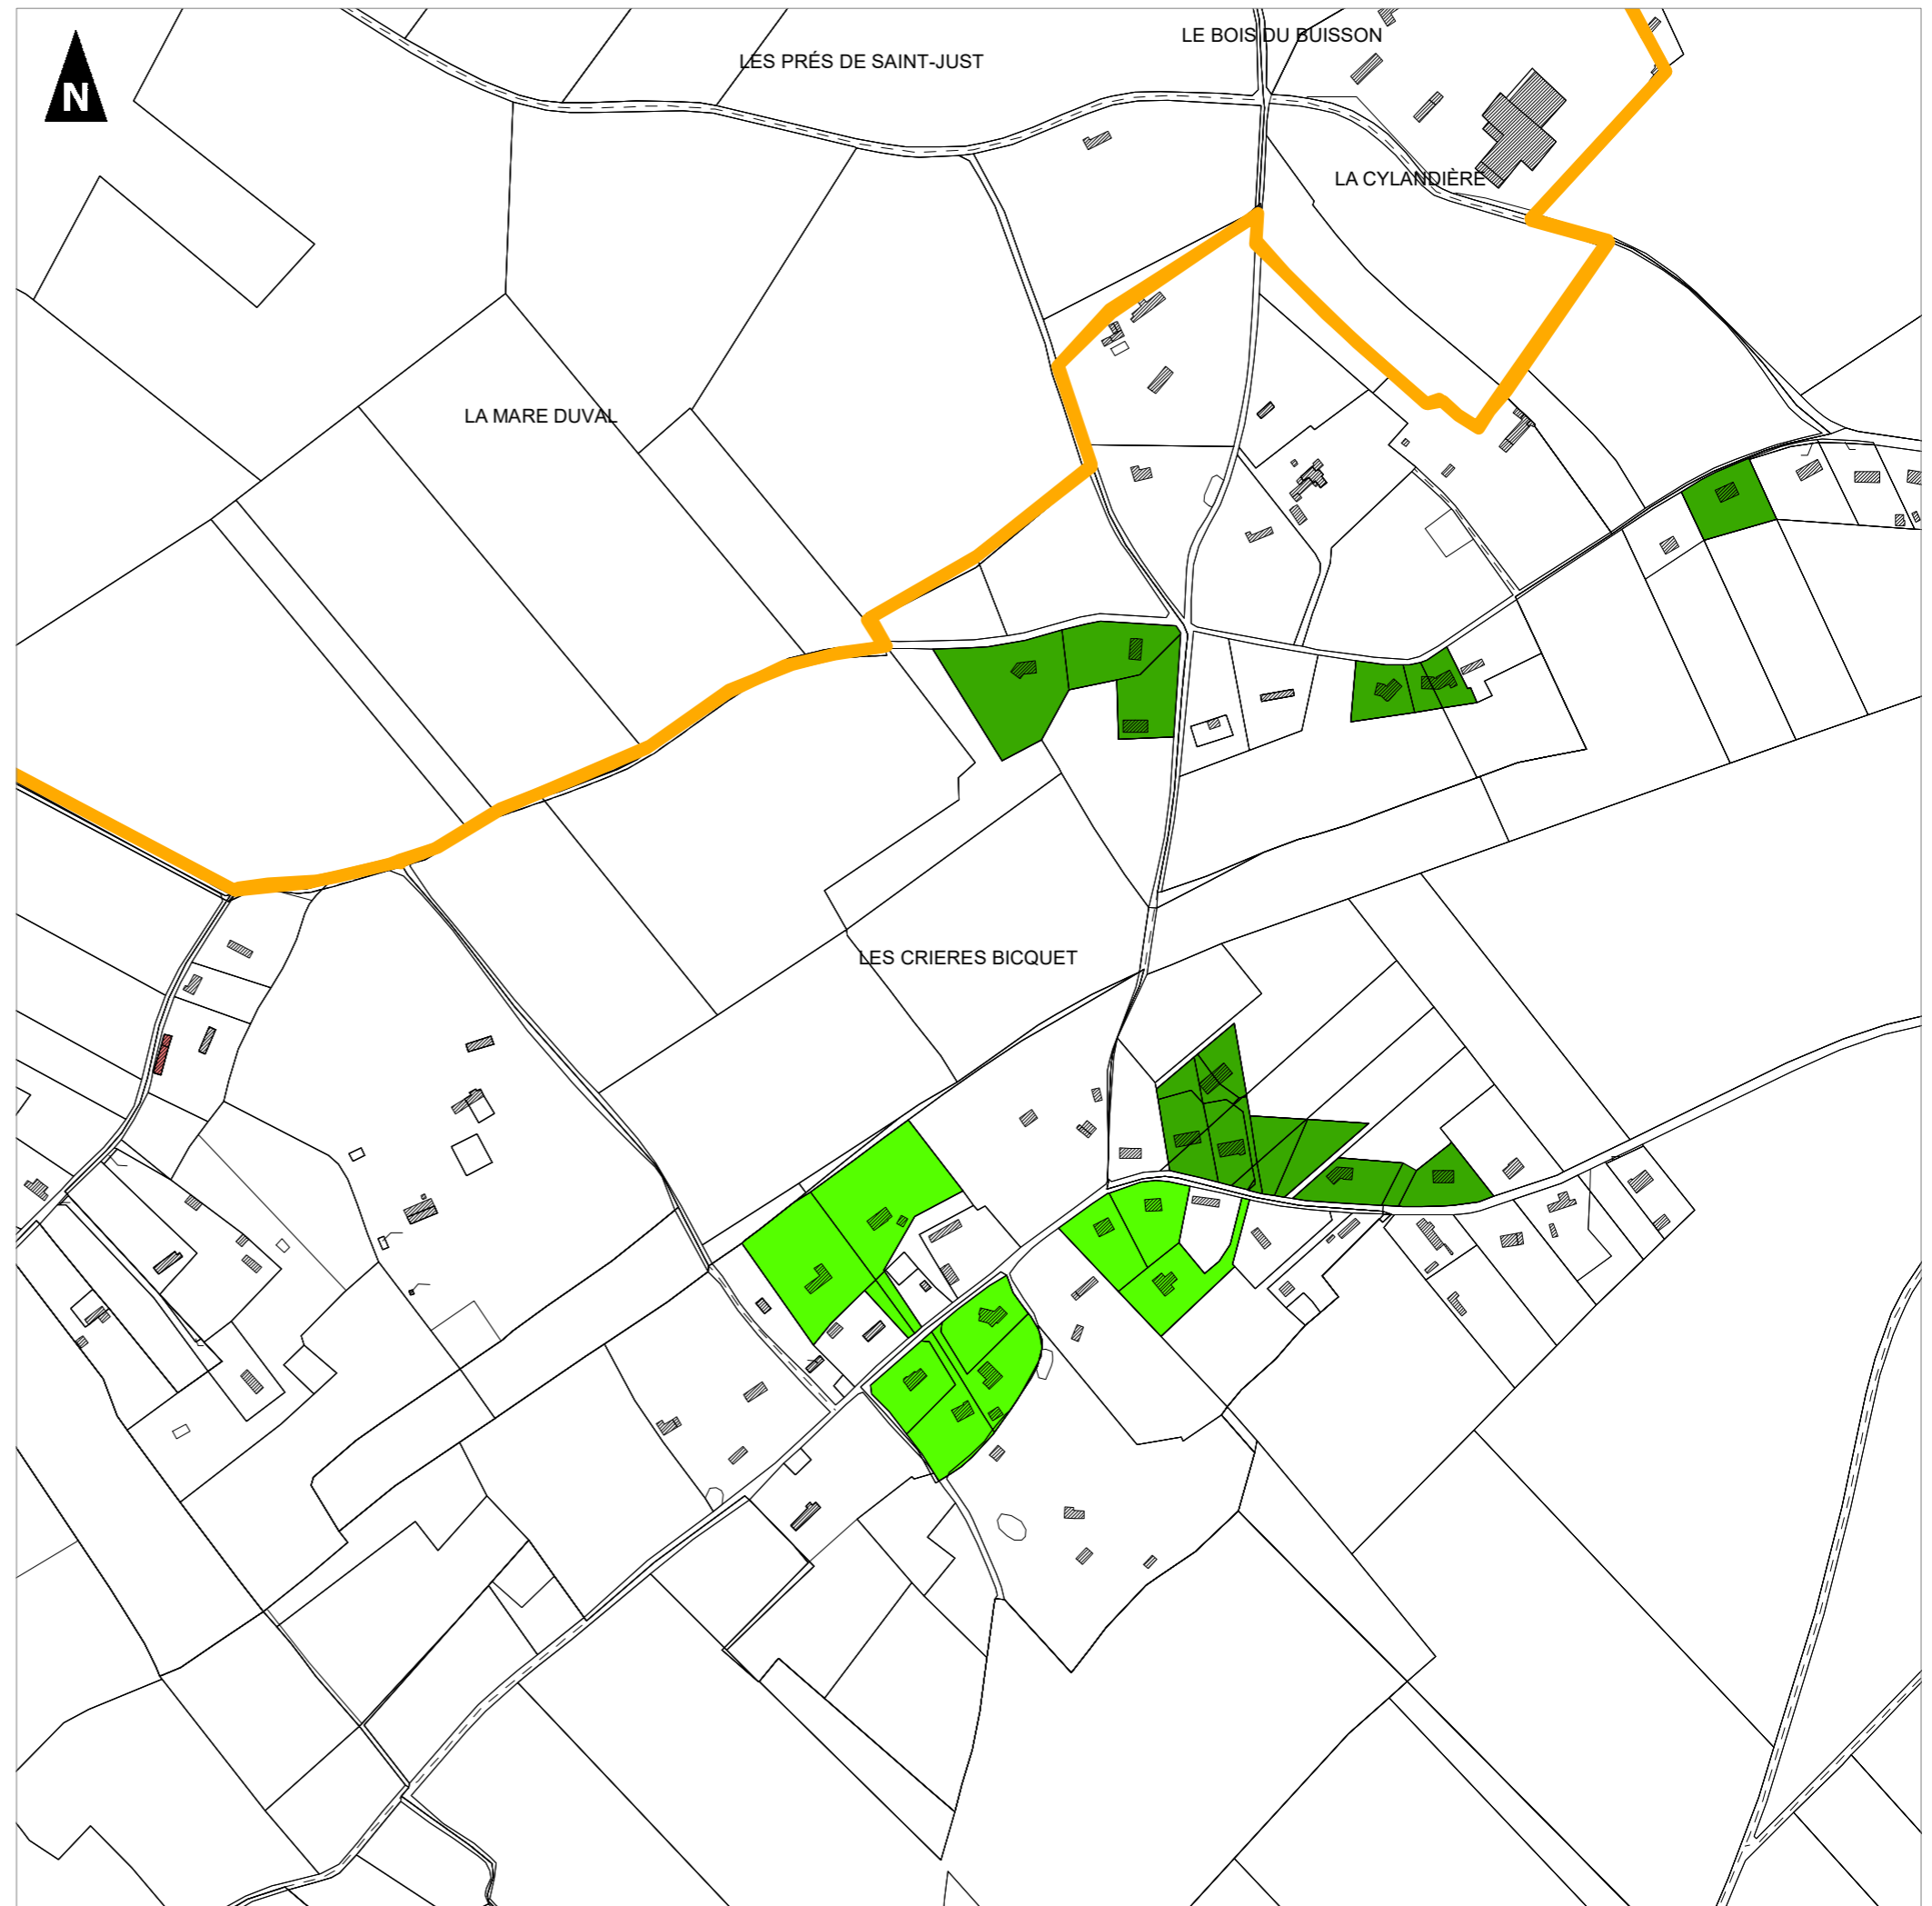 LE BOIS DU BUISSON
LES PRÉS DE SAINT-JUST
N
LA CYLANDIÈRE
LA MARE DUVAL
LES CRIERES BICQUET